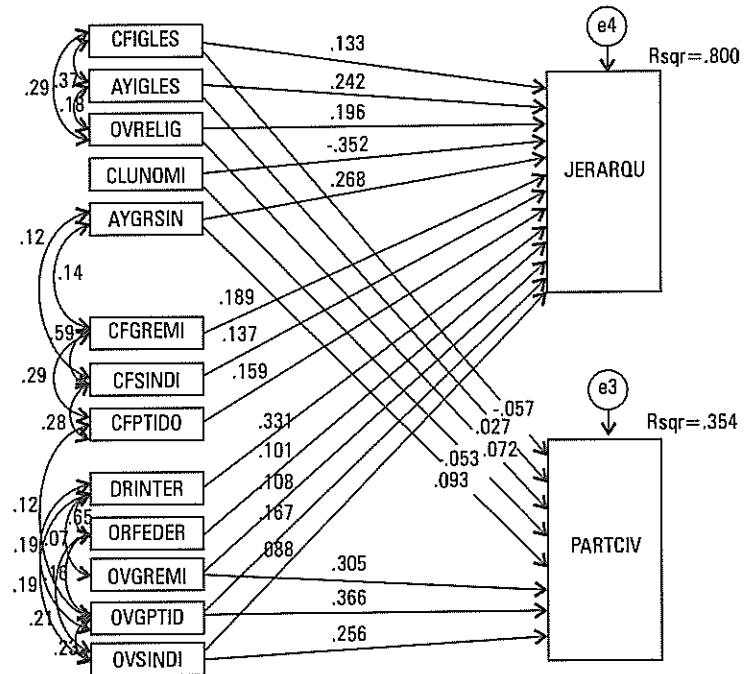 e4
Rsqr=.800
CFIGLES
.133
.37
.29
AYIGLES
.242
.18
OVRELIG
.196
CLUNOMI
-.352
JERARQU
AYGRSIN
.268
.12
.14
CFGREMI
.189
.59
.137
.29
CFSINDI
.159
.28
CFPTIDO
e3
Rsqr=.354
-.057
.027
.072
-.053
.093
.331
.101
DRINTER
.108
.12
.65
ORFEDER
.167
.07
.19
.088
PARTCIV
OVGREMI
.305
.16
.19
OVGPTID
.366
.21
.23
OVSINDI
.256